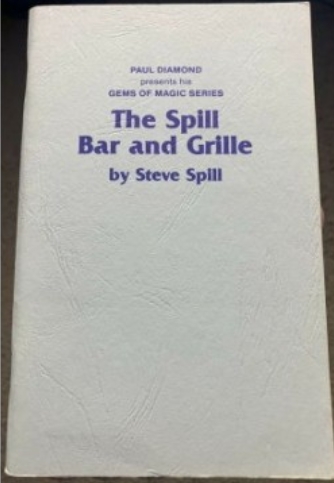 PAUL DIAMOND
presents his
GEMS OF MAGIC SERIES
The Spill
Bar and Grille
by Steve Spill